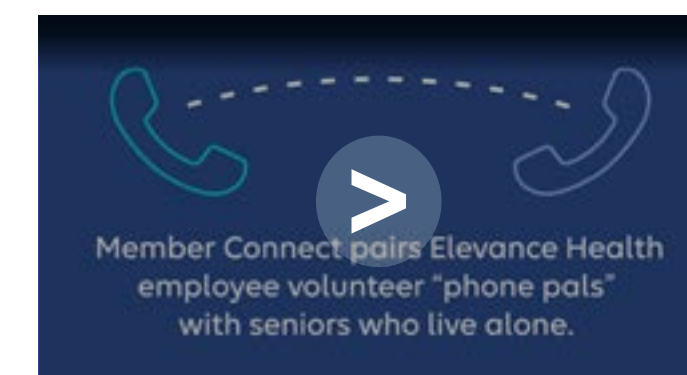 >
Member Connect pairs Elevance Health
employee volunteer “phone pals”
with seniors who live alone.